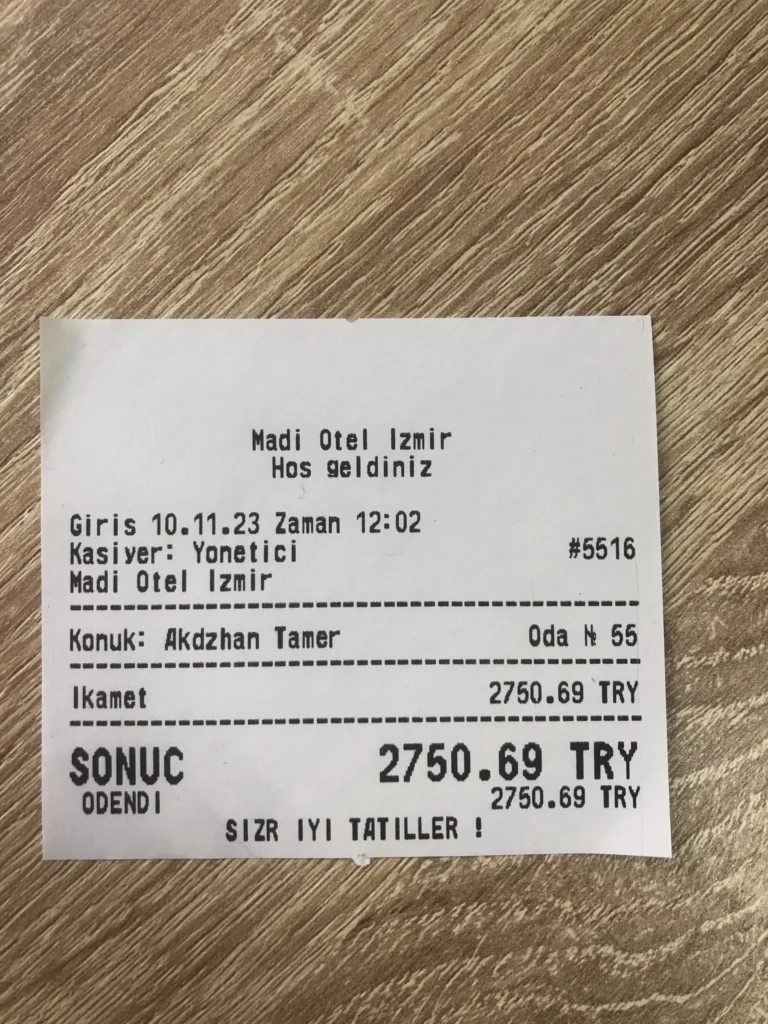 Madi Otel Izmir
Hos geldiniz
Giris 10.11.23 Zaman 12:02
Kasiyer: Yonetici #5516
Madi Otel Izmir
Konuk: Akdzhan Tamer Oda № 55
Ikamet 2750.69 TRY
SONUC 2750.69 TRY
ODENDI 2750.69 TRY
SIZR IYI TATILLER !